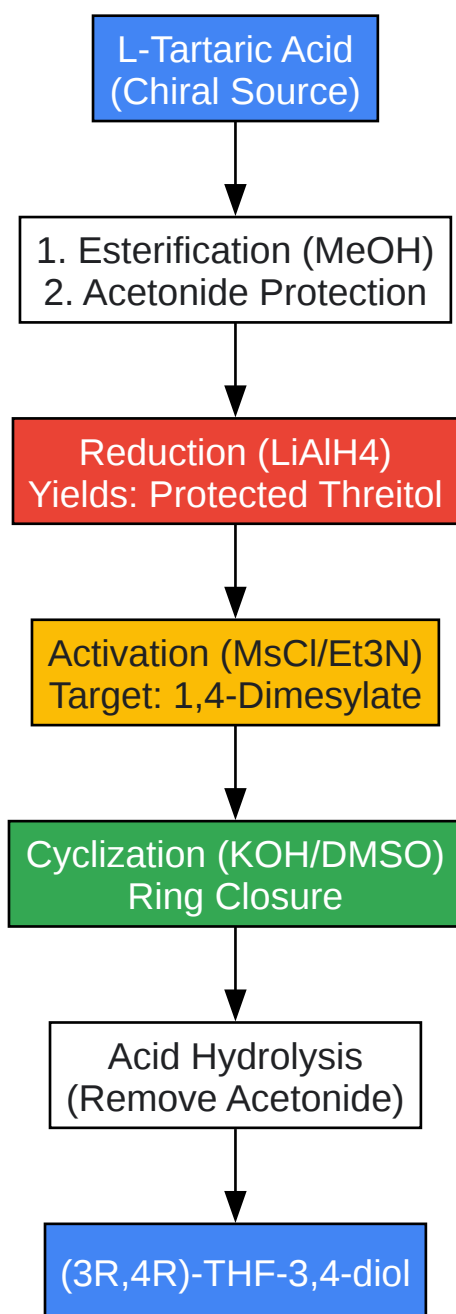 L-Tartaric Acid
(Chiral Source)
1. Esterification (MeOH)
2. Acetonide Protection
Reduction (LiAlH4)
Yields: Protected Threitol
Activation (MsCl/Et3N)
Target: 1,4-Dimesylate
Cyclization (KOH/DMSO)
Ring Closure
Acid Hydrolysis
(Remove Acetonide)
(3R,4R)-THF-3,4-diol